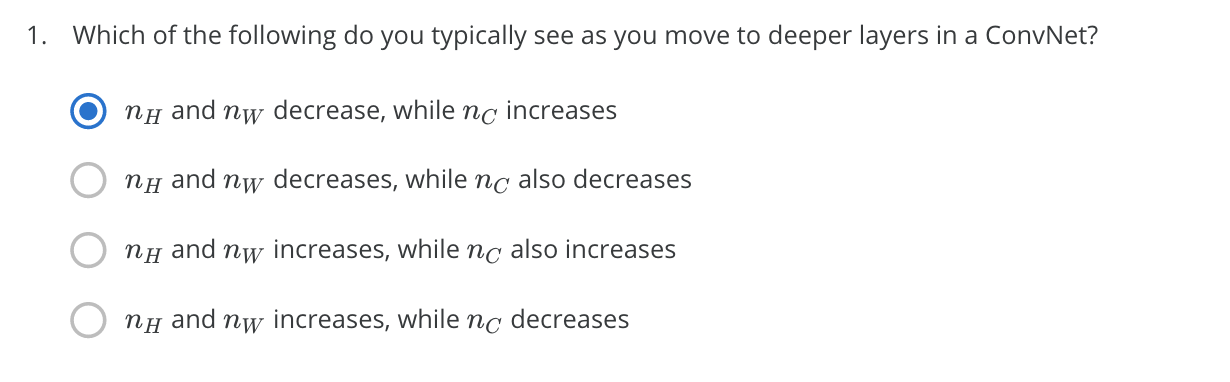 1. Which of the following do you typically see as you move to deeper layers in a ConvNet?
n_H and n_W decrease, while n_C increases
n_H and n_W decreases, while n_C also decreases
n_H and n_W increases, while n_C also increases
n_H and n_W increases, while n_C decreases